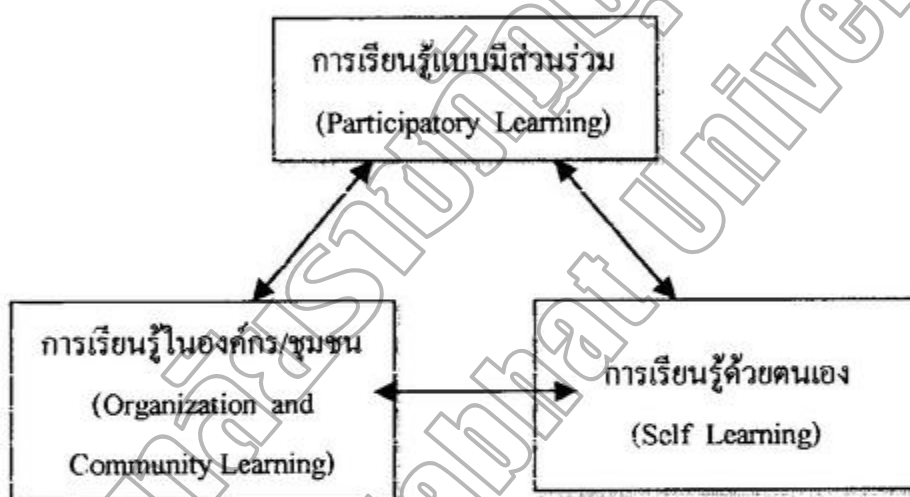 การเรียนรู้แบบมีส่วนร่วม
(Participatory Learning)
การเรียนรู้ในองค์กร/ชุมชน
(Organization and
Community Learning)
การเรียนรู้ด้วยตนเอง
(Self Learning)